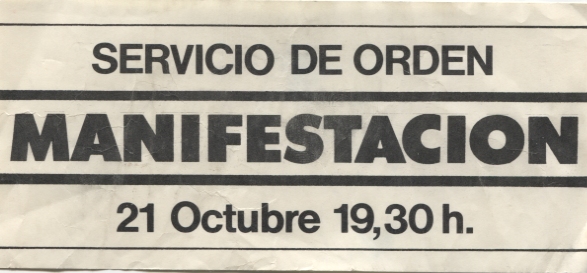 SERVICIO DE ORDEN
MANIFESTACION
21 Octubre 19,30 h.